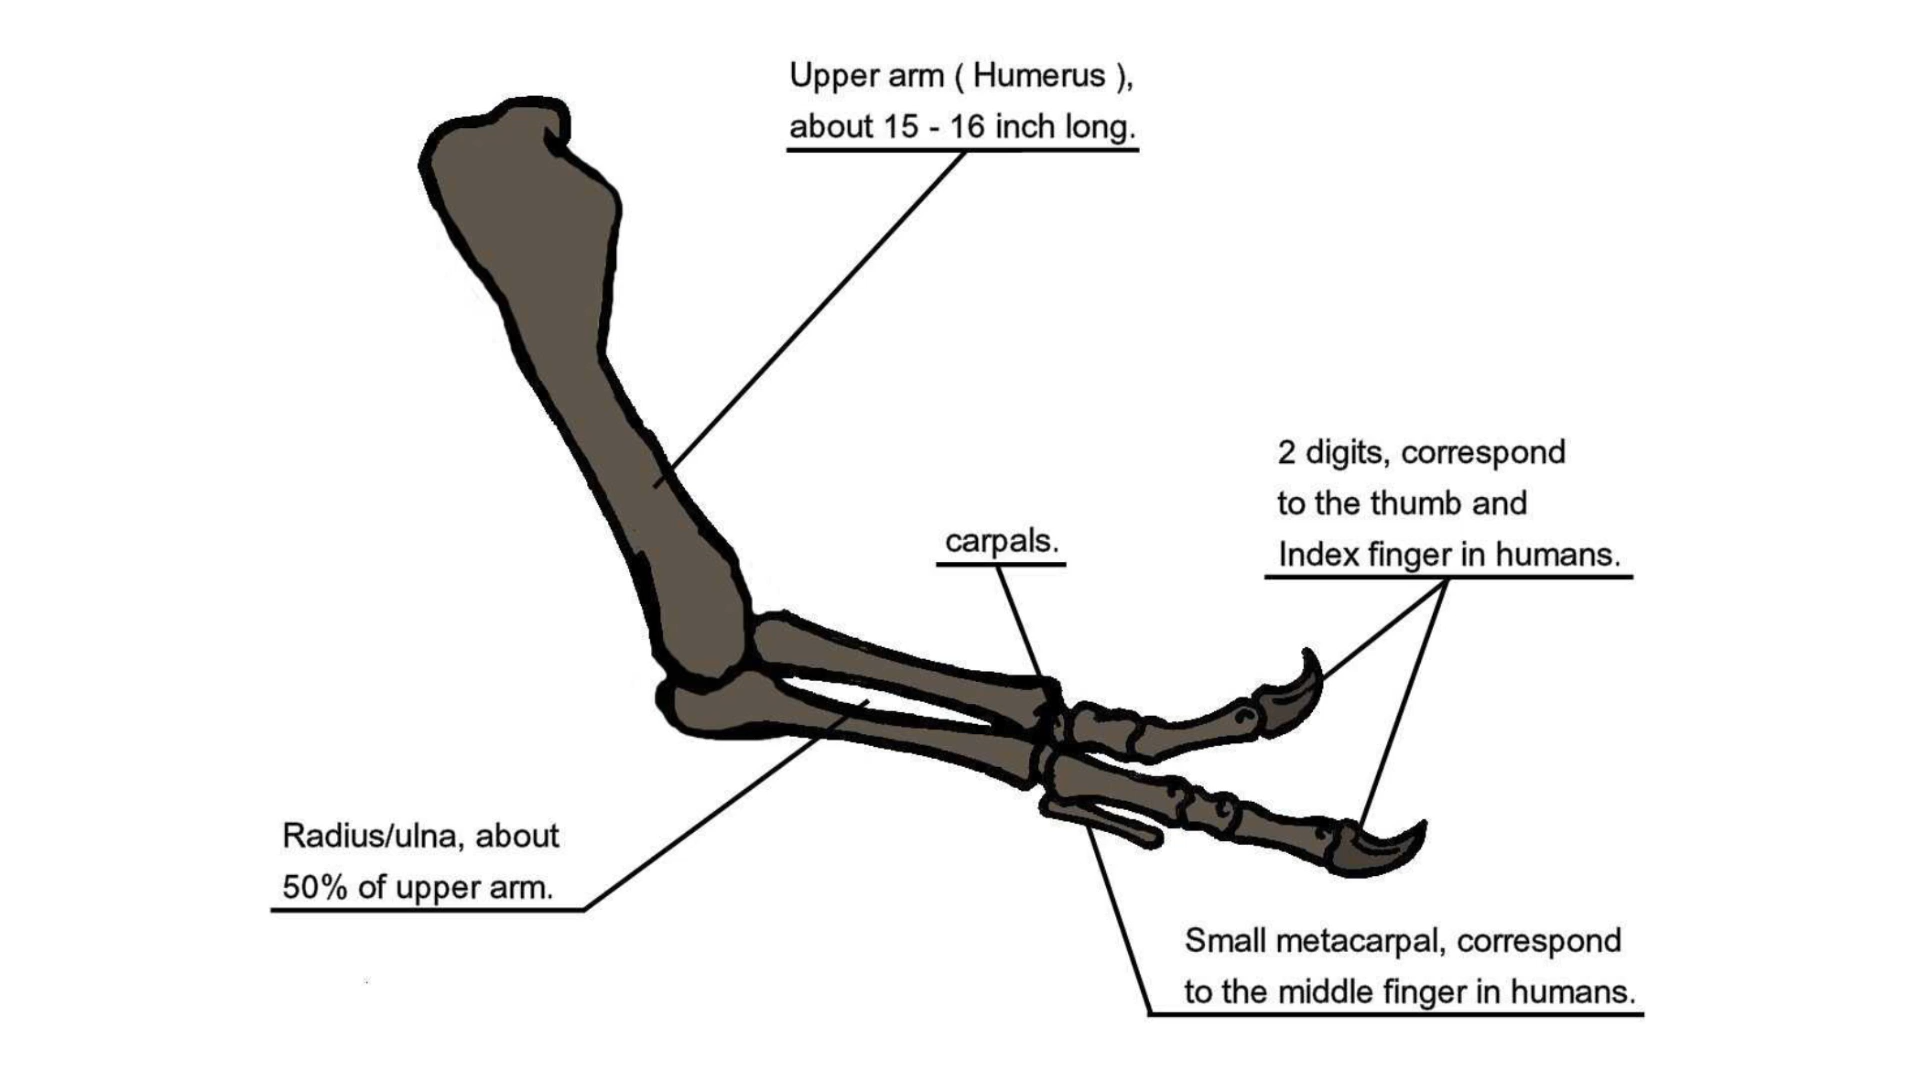 Upper arm ( Humerus ),
about 15 - 16 inch long.
2 digits, correspond
to the thumb and
Index finger in humans.
carpals.
Radius/ulna, about
50% of upper arm.
Small metacarpal, correspond
to the middle finger in humans.